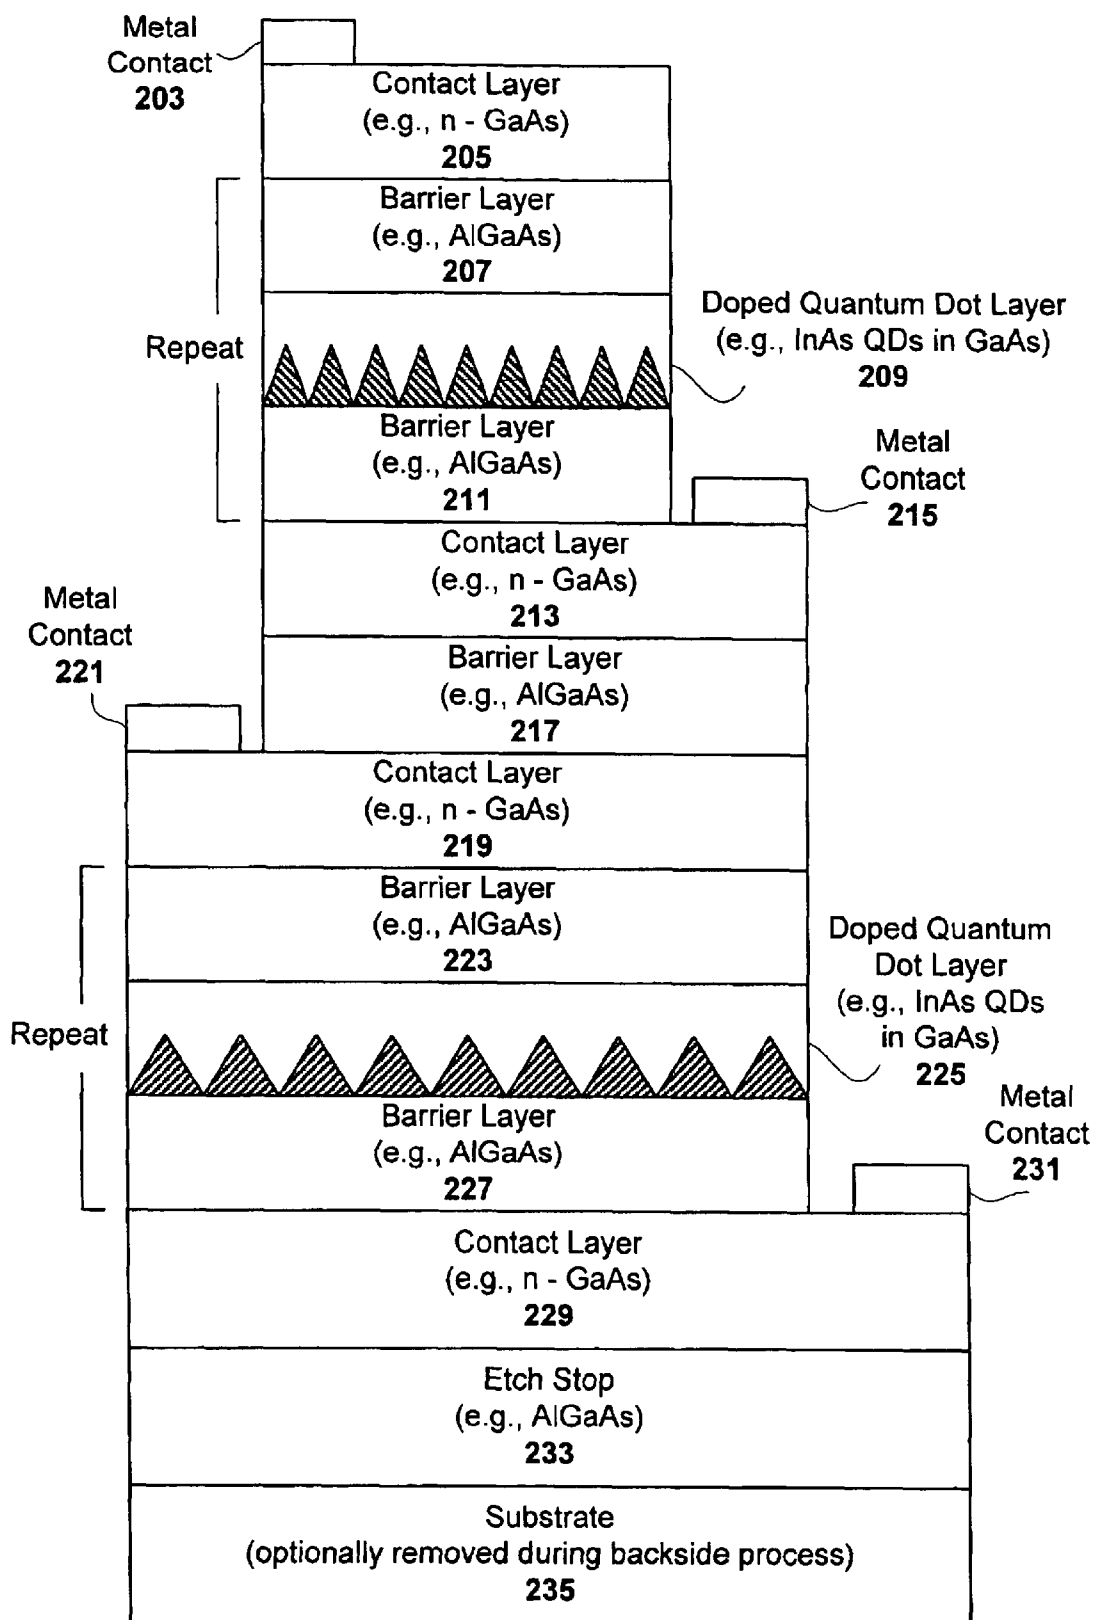 Metal
Contact
203
Contact Layer
(e.g., n - GaAs)
205
Barrier Layer
(e.g., AlGaAs)
207
Repeat
Doped Quantum Dot Layer
(e.g., InAs QDs in GaAs)
209
Barrier Layer
(e.g., AlGaAs)
211
Metal
Contact
215
Contact Layer
(e.g., n - GaAs)
213
Metal
Contact
221
Barrier Layer
(e.g., AlGaAs)
217
Contact Layer
(e.g., n - GaAs)
219
Barrier Layer
(e.g., AlGaAs)
223
Repeat
Doped Quantum
Dot Layer
(e.g., InAs QDs
in GaAs)
225
Barrier Layer
(e.g., AlGaAs)
227
Metal
Contact
231
Contact Layer
(e.g., n - GaAs)
229
Etch Stop
(e.g., AlGaAs)
233
Substrate
(optionally removed during backside process)
235